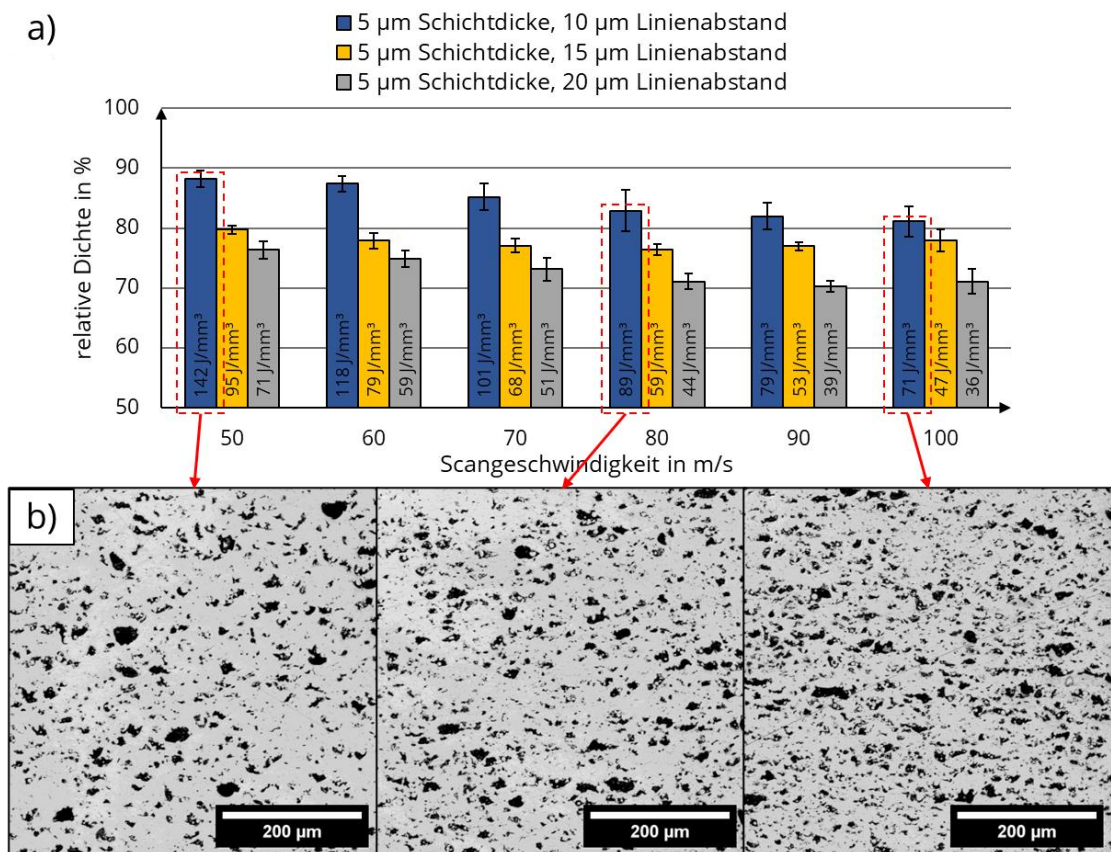 a)
5 µm Schichtdicke, 10 µm Linienabstand
5 µm Schichtdicke, 15 µm Linienabstand
5 µm Schichtdicke, 20 µm Linienabstand
relative Dichte in %
100
90
80
70
60
50
142 J/mm³
95 J/mm³
71 J/mm³
118 J/mm³
79 J/mm³
59 J/mm³
101 J/mm³
68 J/mm³
51 J/mm³
89 J/mm³
59 J/mm³
44 J/mm³
79 J/mm³
53 J/mm³
39 J/mm³
71 J/mm³
47 J/mm³
36 J/mm³
50 60 70 80 90 100
Scangeschwindigkeit in m/s
b)
200 µm
200 µm
200 µm